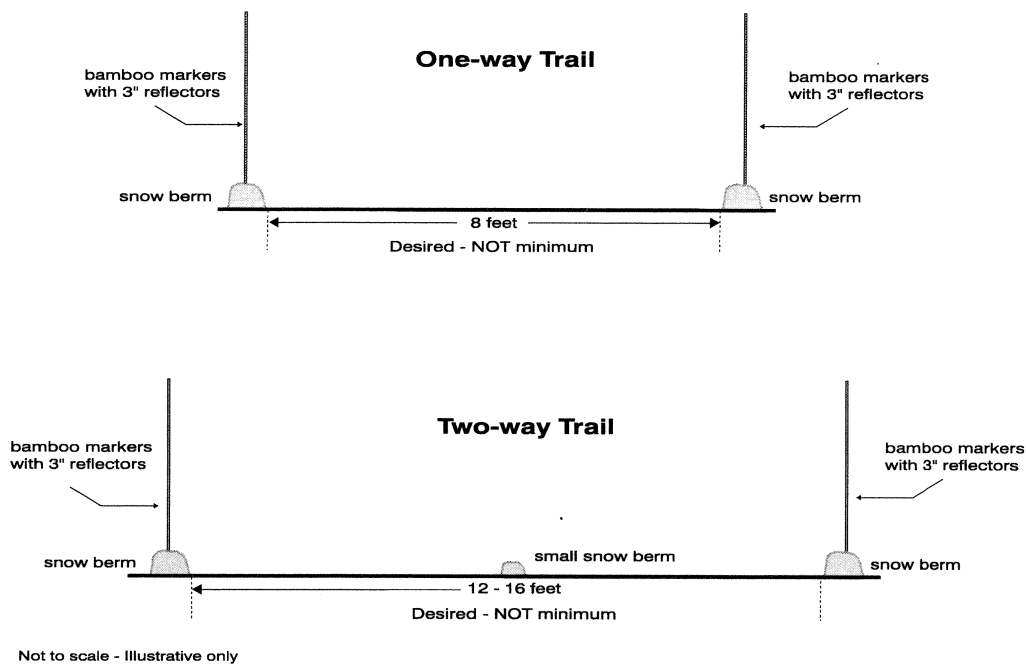 One-way Trail
bamboo markers
with 3" reflectors
bamboo markers
with 3" reflectors
snow berm
snow berm
8 feet
Desired - NOT minimum
Two-way Trail
bamboo markers
with 3" reflectors
bamboo markers
with 3" reflectors
snow berm
small snow berm
snow berm
12 - 16 feet
Desired - NOT minimum
Not to scale - Illustrative only